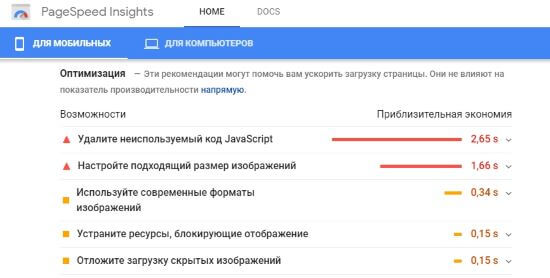 PageSpeed Insights HOME DOCS
ДЛЯ МОБИЛЬНЫХ ДЛЯ КОМПЬЮТЕРОВ
Оптимизация — Эти рекомендации могут помочь вам ускорить загрузку страницы. Они не влияют на
показатель производительности напрямую.
Возможности Приблизительная экономия
Удалите неиспользуемый код JavaScript 2,65 s
Настройте подходящий размер изображений 1,66 s
Используйте современные форматы 0,34 s
изображений
Устраните ресурсы, блокирующие отображение 0,15 s
Отложите загрузку скрытых изображений 0,15 s